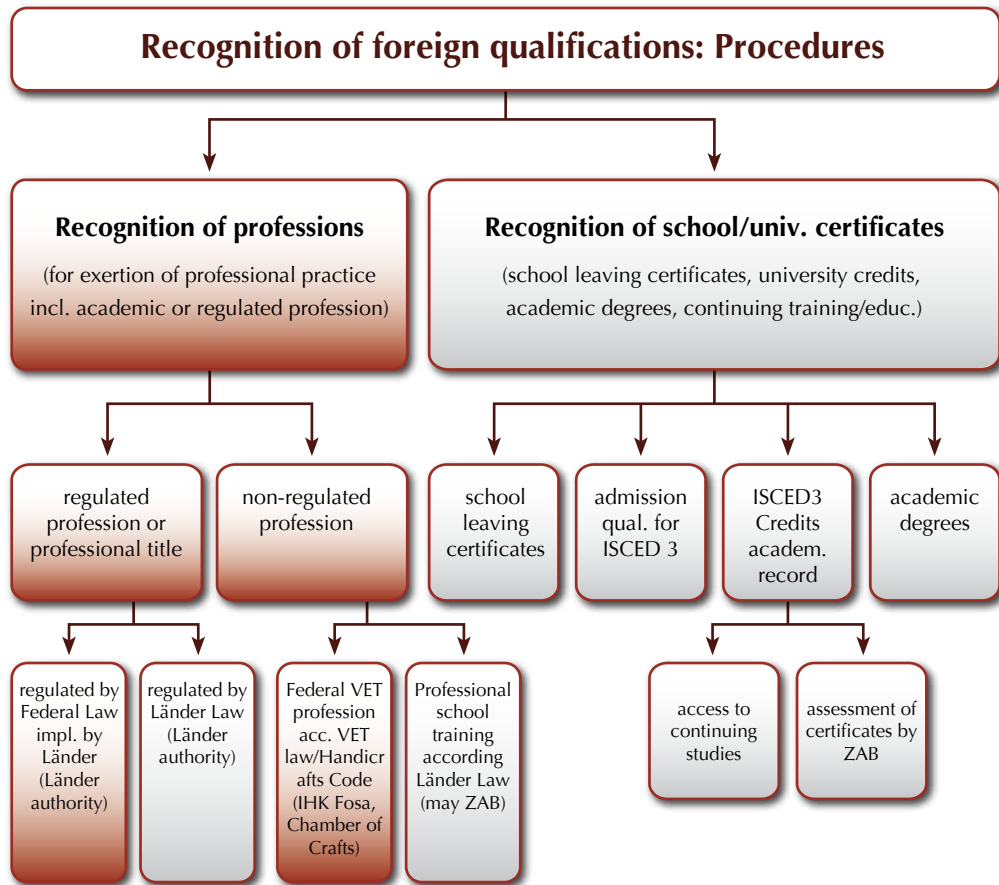 Recognition of foreign qualifications: Procedures
Recognition of professions
(for exertion of professional practice
incl. academic or regulated profession)
Recognition of school/univ. certificates
(school leaving certificates, university credits,
academic degrees, continuing training/educ.)
regulated
profession or
professional title
non-regulated
profession
school
leaving
certificates
admission
qual. for
ISCED 3
ISCED3
Credits
academ.
record
academic
degrees
regulated by
Federal Law
impl. by
Länder
(Länder
authority)
regulated by
Länder Law
(Länder
authority)
Federal VET
profession
acc. VET
law/Handicr
afts Code
(IHK Fosa,
Chamber of
Crafts)
Professional
school
training
according
Länder Law
(may ZAB)
access to
continuing
studies
assessment of
certificates by
ZAB